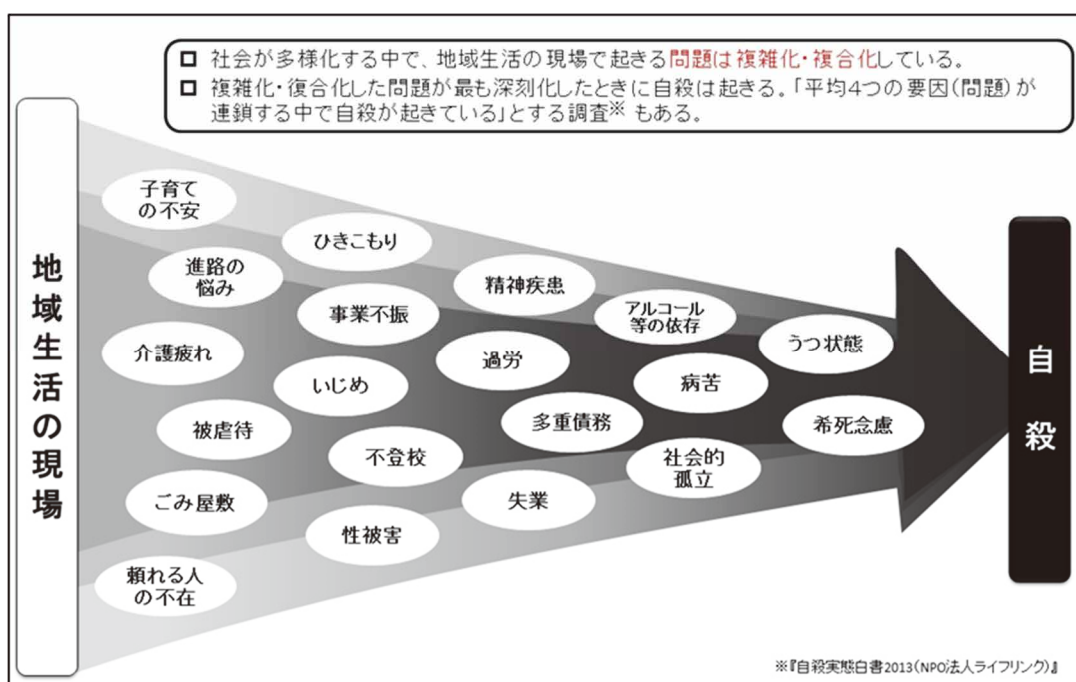 □ 社会が多様化する中で、地域生活の現場で起きる問題は複雑化・複合化している。
□ 複雑化・復合化した問題が最も深刻化したときに自殺は起きる。「平均4つの要因(問題)が
連鎖する中で自殺が起きている」とする調査※ もある。
地域生活の現場
子育て
の不安
ひきこもり
進路の
悩み
精神疾患
事業不振
アルコール
等の依存
うつ状態
介護疲れ
過労
いじめ
病苦
多重債務
希死念慮
被虐待
不登校
社会的
孤立
ごみ屋敷
失業
性被害
頼れる人
の不在
自殺
※『自殺実態白書2013(NPO法人ライフリンク)』